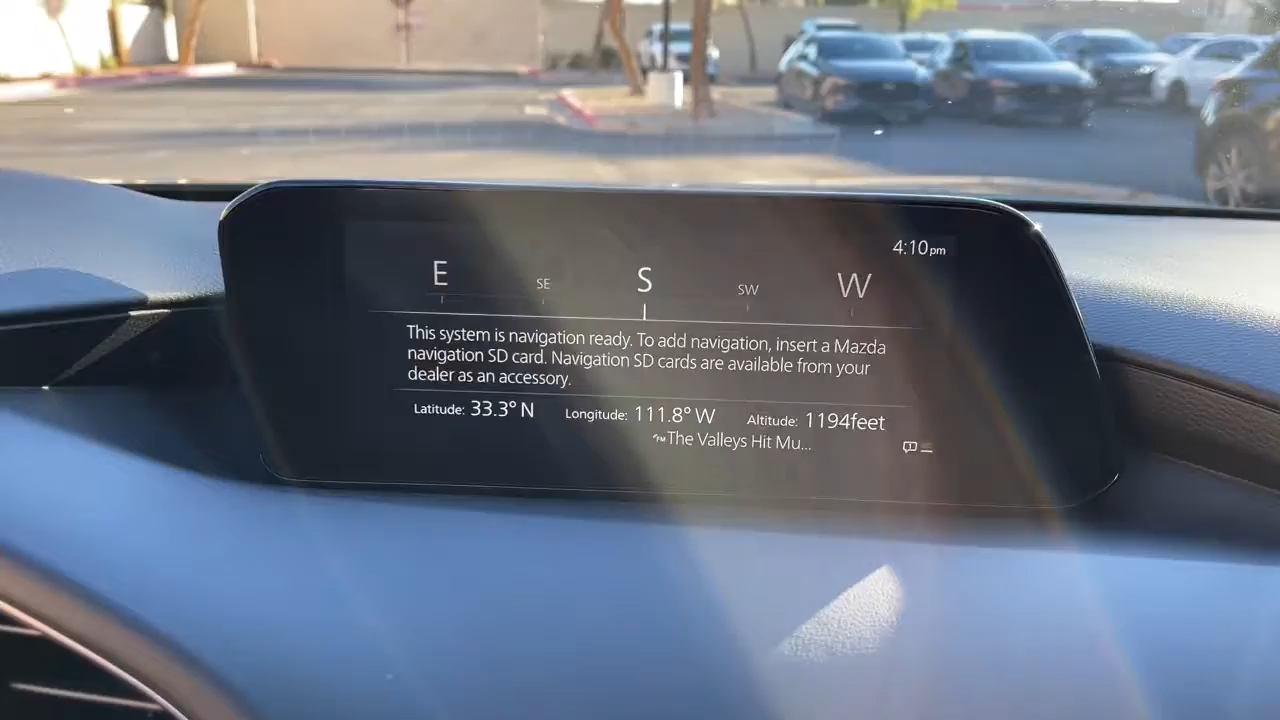 4:10pm
E SE S SW W
This system is navigation ready. To add navigation, insert a Mazda
navigation SD card. Navigation SD cards are available from your
dealer as an accessory.
Latitude: 33.3° N Longitude: 111.8° W Altitude: 1194feet
The Valleys Hit Mu...